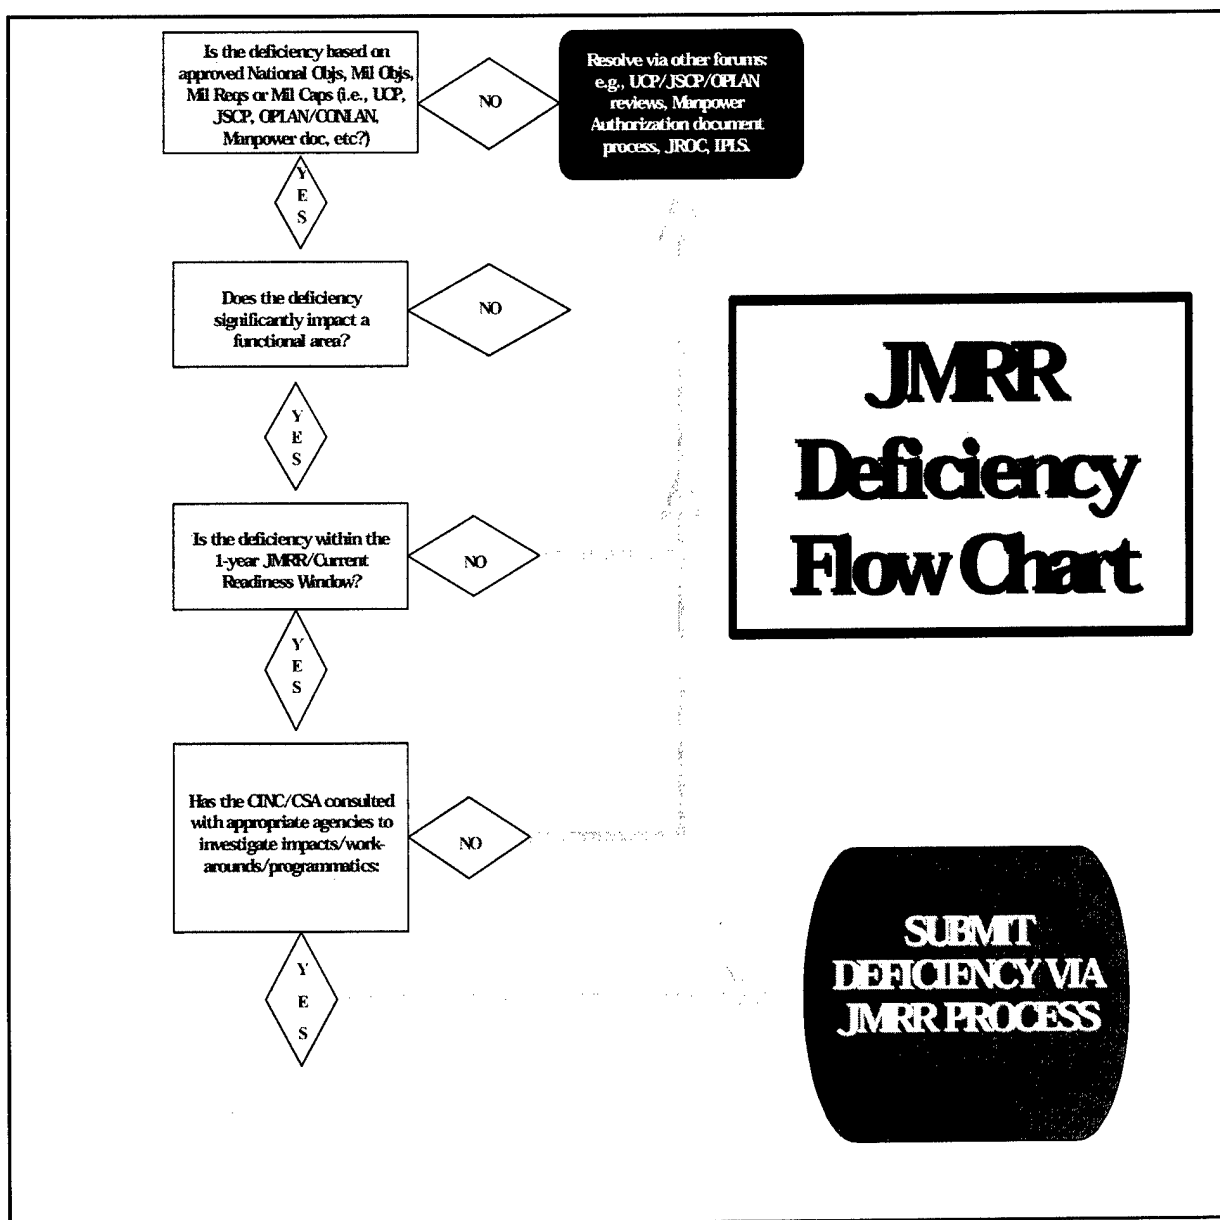 Is the deficiency based on
approved National Objs, Mil Objs,
Mil Reqs or Mil Caps (i.e., UCP,
JSCP, OPLAN/CONLAN,
Manpower doc, etc?)
NO
Resolve via other forums:
e.g., UCP/JSCP/OPLAN
reviews, Manpower
Authorization document
process, JROC, IPLS.
Y
E
S
Does the deficiency
significantly impact a
functional area?
NO
JMRR
Deficiency
Flow Chart
Y
E
S
Is the deficiency within the
1-year JMRR/Current
Readiness Window?
NO
Y
E
S
Has the CINC/CSA consulted
with appropriate agencies to
investigate impacts/work-
arounds/programmatics:
NO
Y
E
S
SUBMIT
DEFICIENCY VIA
JMRR PROCESS